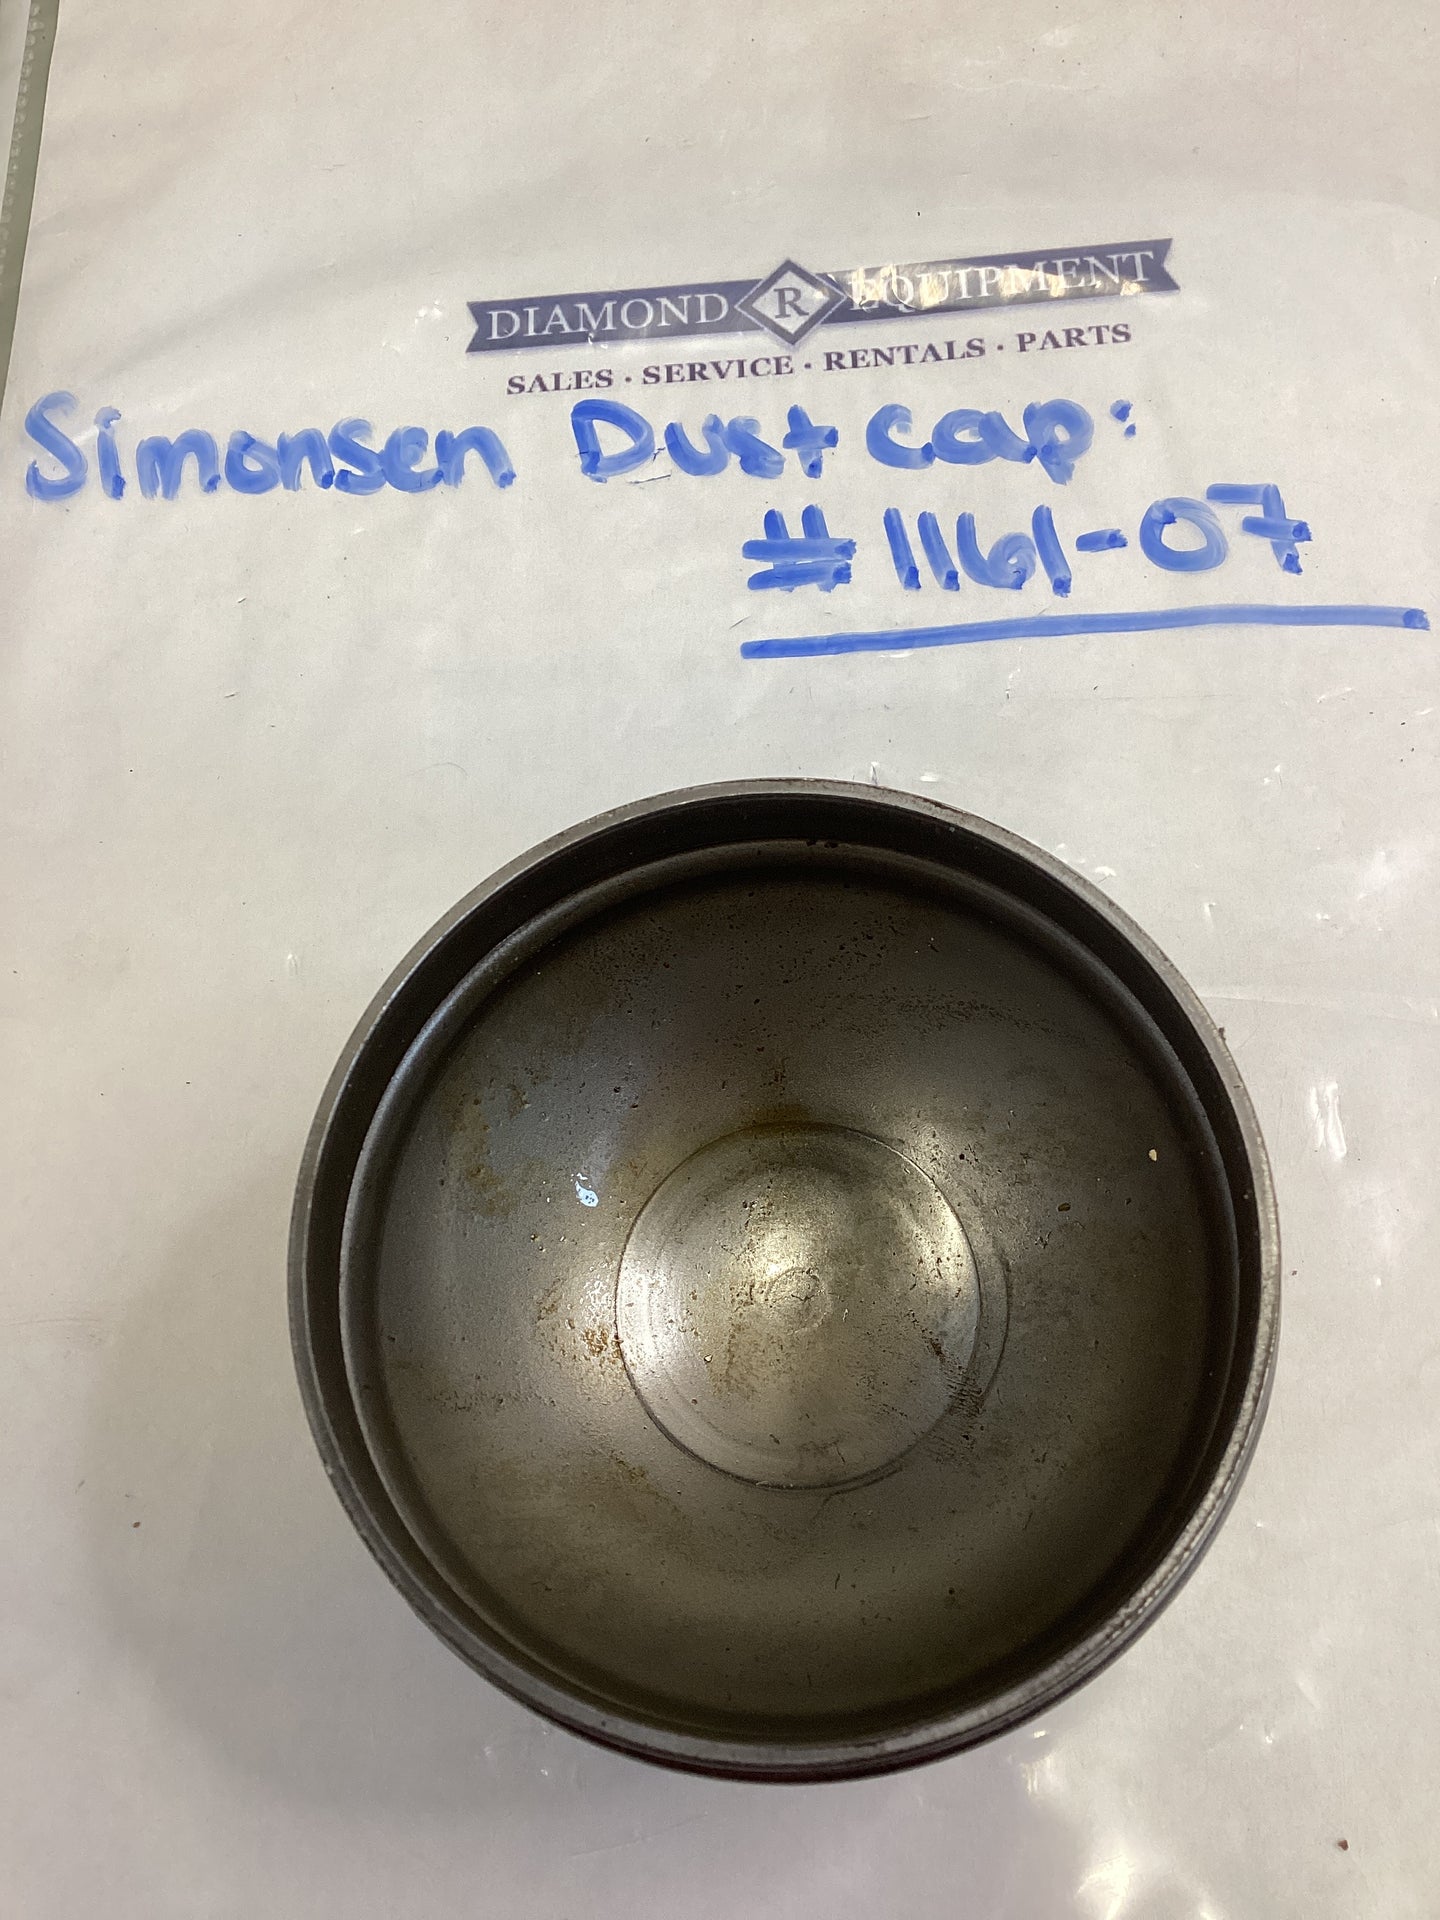 DIAMOND R EQUIPMENT
SALES · SERVICE · RENTALS · PARTS
Simonsen Dust cap:
#1161-07